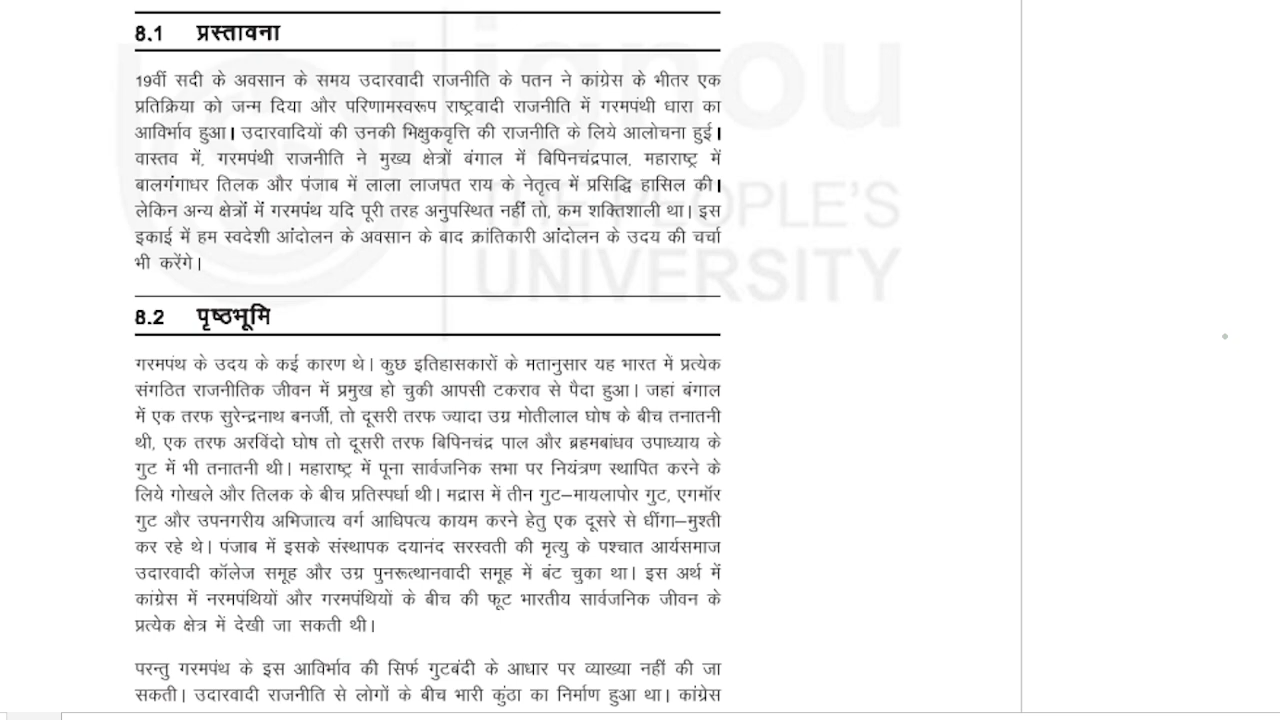 8.1 प्रस्तावना
19वीं सदी के अवसान के समय उदारवादी राजनीति के पतन ने कांग्रेस के भीतर एक
प्रतिक्रिया को जन्म दिया और परिणामस्वरूप राष्ट्रवादी राजनीति में गरमपंथी धारा का
आविर्भाव हुआ। उदारवादियों की उनकी भिक्षुकवृत्ति की राजनीति के लिये आलोचना हुई।
वास्तव में, गरमपंथी राजनीति ने मुख्य क्षेत्रों बंगाल में बिपिनचंद्रपाल, महाराष्ट्र में
बालगंगाधर तिलक और पंजाब में लाला लाजपत राय के नेतृत्व में प्रसिद्धि हासिल की।
लेकिन अन्य क्षेत्रों में गरमपंथ यदि पूरी तरह अनुपस्थित नहीं तो, कम शक्तिशाली था। इस
इकाई में हम स्वदेशी आंदोलन के अवसान के बाद क्रांतिकारी आंदोलन के उदय की चर्चा
भी करेंगे।
ignou
THE PEOPLE'S
UNIVERSITY
8.2 पृष्ठभूमि
गरमपंथ के उदय के कई कारण थे। कुछ इतिहासकारों के मतानुसार यह भारत में प्रत्येक
संगठित राजनीतिक जीवन में प्रमुख हो चुकी आपसी टकराव से पैदा हुआ। जहां बंगाल
में एक तरफ सुरेन्द्रनाथ बनर्जी, तो दूसरी तरफ ज्यादा उग्र मोतीलाल घोष के बीच तनातनी
थी, एक तरफ अरविंदो घोष तो दूसरी तरफ बिपिनचंद्र पाल और ब्रहमबांधव उपाध्याय के
गुट में भी तनातनी थी। महाराष्ट्र में पूना सार्वजनिक सभा पर नियंत्रण स्थापित करने के
लिये गोखले और तिलक के बीच प्रतिस्पर्धा थी। मद्रास में तीन गुट–मायलापोर गुट, एगमॉर
गुट और उपनगरीय अभिजात्य वर्ग आधिपत्य कायम करने हेतु एक दूसरे से धींगा–मुश्ती
कर रहे थे। पंजाब में इसके संस्थापक दयानंद सरस्वती की मृत्यु के पश्चात आर्यसमाज
उदारवादी कॉलेज समूह और उग्र पुनरूत्थानवादी समूह में बंट चुका था। इस अर्थ में
कांग्रेस में नरमपंथियों और गरमपंथियों के बीच की फूट भारतीय सार्वजनिक जीवन के
प्रत्येक क्षेत्र में देखी जा सकती थी।
परन्तु गरमपंथ के इस आविर्भाव की सिर्फ गुटबंदी के आधार पर व्याख्या नहीं की जा
सकती। उदारवादी राजनीति से लोगों के बीच भारी कुंठा का निर्माण हुआ था। कांग्रेस